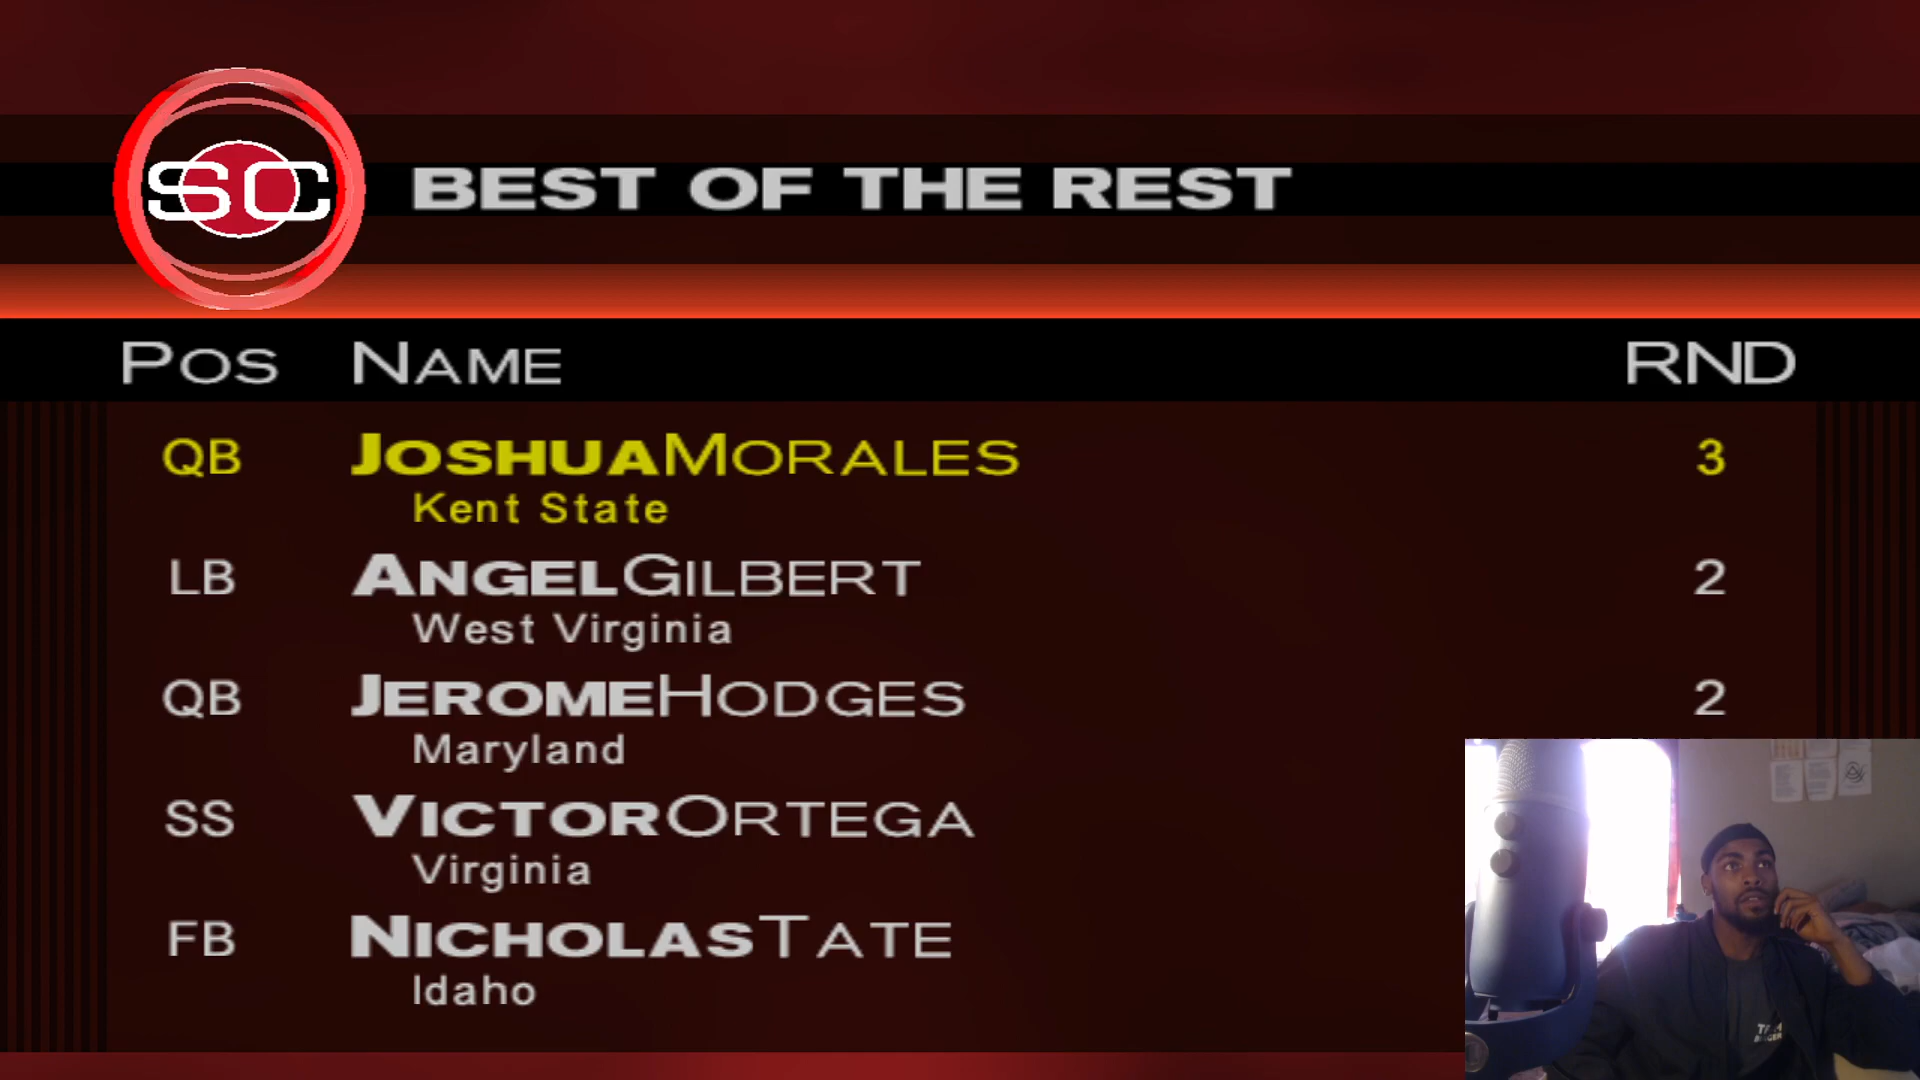 SC BEST OF THE REST
POS NAME RND
QB JOSHUAMORALES 3
Kent State
LB ANGELGILBERT 2
West Virginia
QB JEROMEHODGES 2
Maryland
SS VICTORORTEGA
Virginia
FB NICHOLASTATE
Idaho